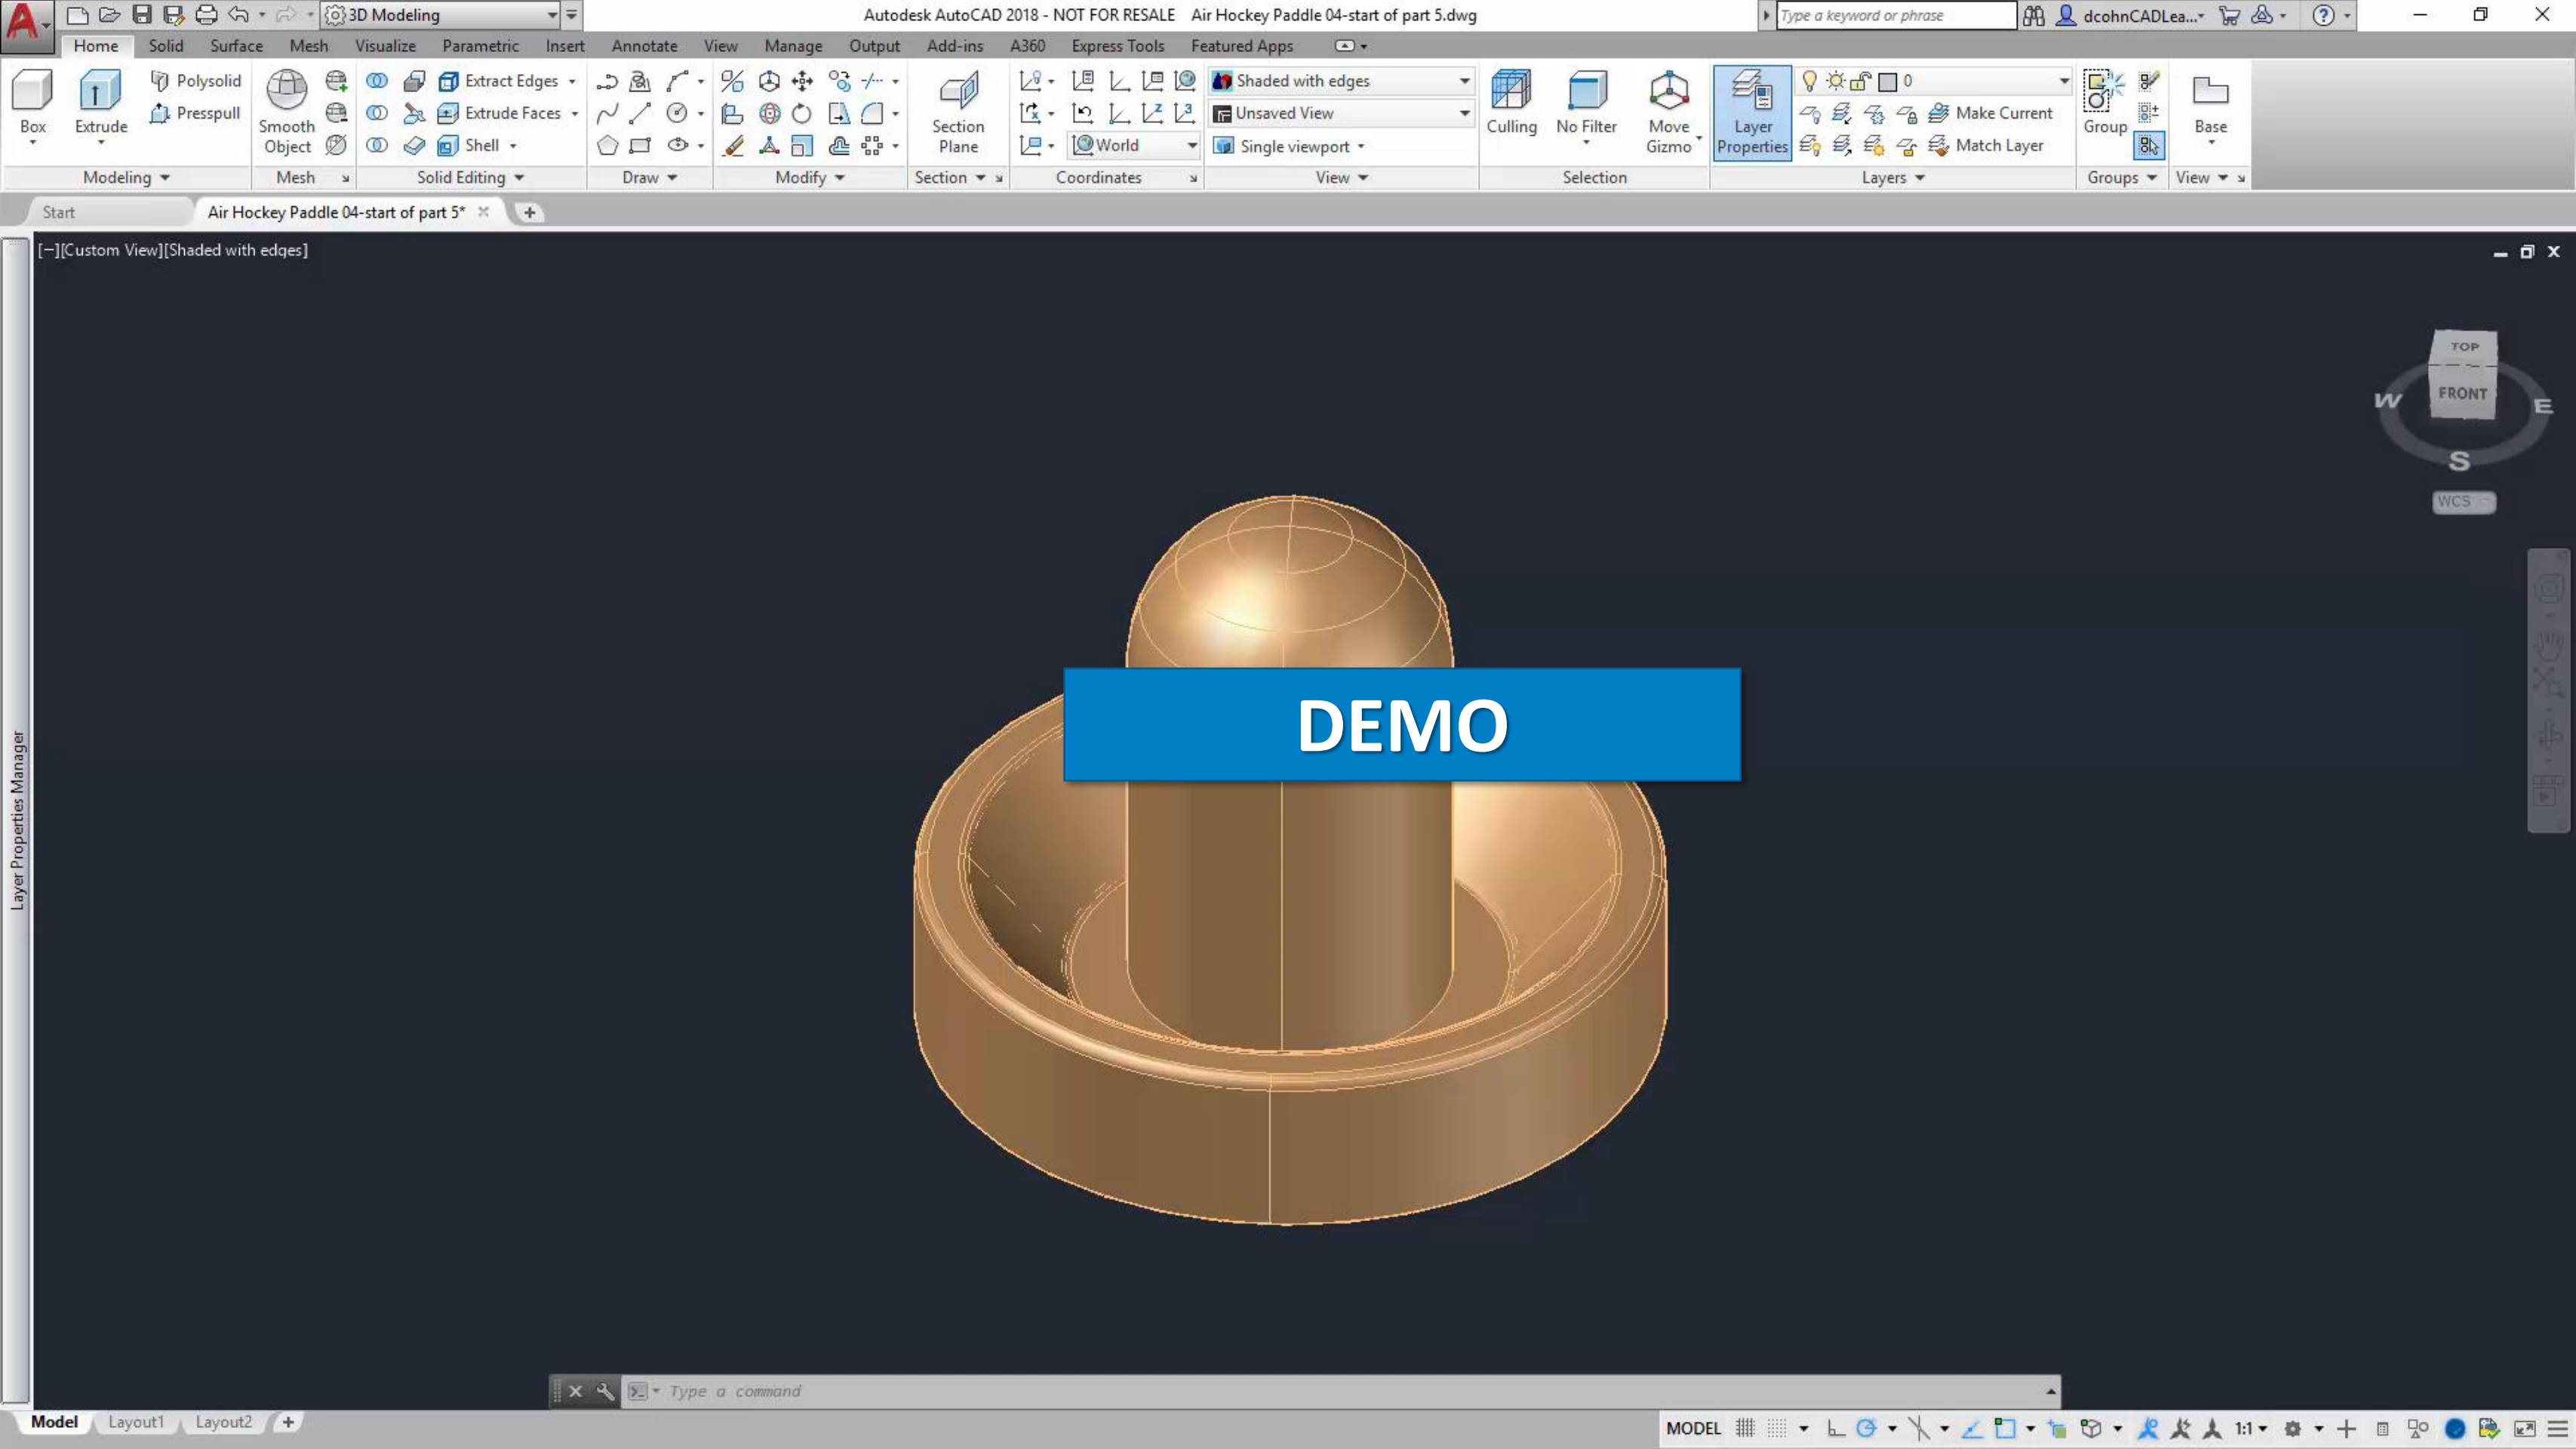 3D Modeling
Autodesk AutoCAD 2018 - NOT FOR RESALE Air Hockey Paddle 04-start of part 5.dwg
Type a keyword or phrase
dcohnCADLea...
Home Solid Surface Mesh Visualize Parametric Insert Annotate View Manage Output Add-ins A360 Express Tools Featured Apps
Polysolid
Presspull
Box
Extrude
Smooth
Object
Extract Edges
Extrude Faces
Shell
Section
Plane
World
Shaded with edges
Unsaved View
Single viewport
Culling
No Filter
Move
Gizmo
Layer
Properties
0
Make Current
Match Layer
Group
Base
Modeling Mesh Solid Editing Draw Modify Section Coordinates View Selection Layers Groups View
Start Air Hockey Paddle 04-start of part 5*
[−][Custom View][Shaded with edges]
TOP
FRONT
W
E
S
WCS
DEMO
Layer Properties Manager
Type a command
Model Layout1 Layout2
MODEL
1:1